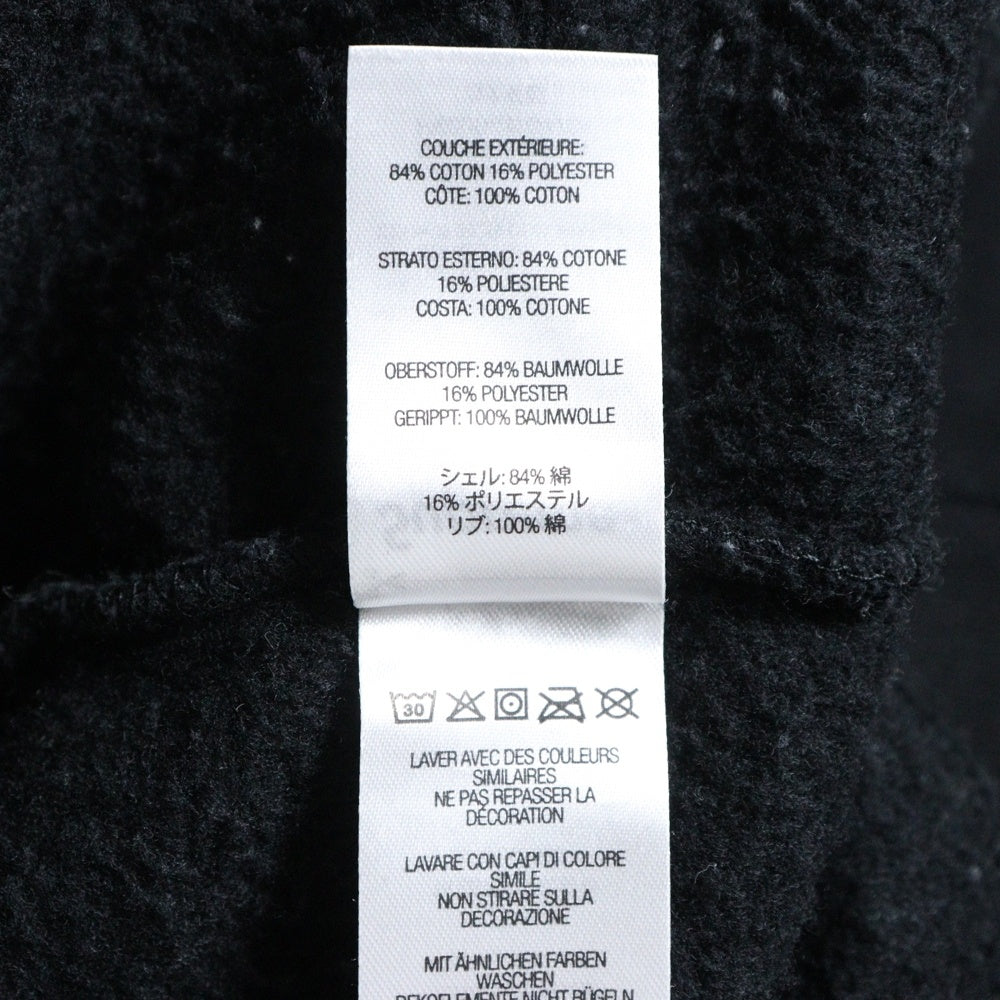 COUCHE EXTÉRIEURE:
84% COTON 16% POLYESTER
CÔTE: 100% COTON
STRATO ESTERNO: 84% COTONE
16% POLIESTERE
COSTA: 100% COTONE
OBERSTOFF: 84% BAUMWOLLE
16% POLYESTER
GERIPPT: 100% BAUMWOLLE
シェル: 84% 綿
16% ポリエステル
リブ: 100% 綿
30
LAVER AVEC DES COULEURS
SIMILAIRES
NE PAS REPASSER LA
DÉCORATION
LAVARE CON CAPI DI COLORE
SIMILE
NON STIRARE SULLA
DECORAZIONE
MIT ÄHNLICHEN FARBEN
WASCHEN
DEKOELEMENTE NICHT BÜGELN